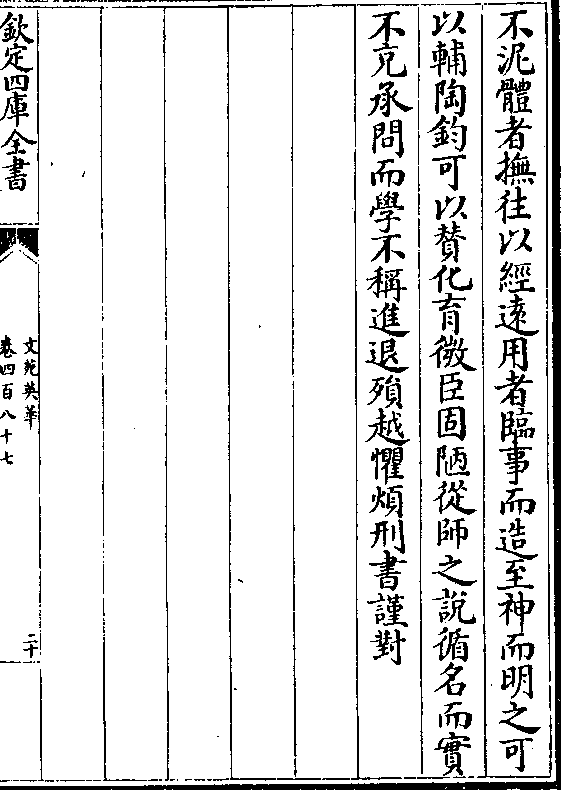 不泥體者撫往以經遠用者臨事而造至神而明之可
以輔陶鈞可以賛化育微臣固陋從師之說循名而實
不克承問而學不稱進退殞越懼煩刑書謹對
欽定四庫全書
文苑英華
卷四百八十七
二十